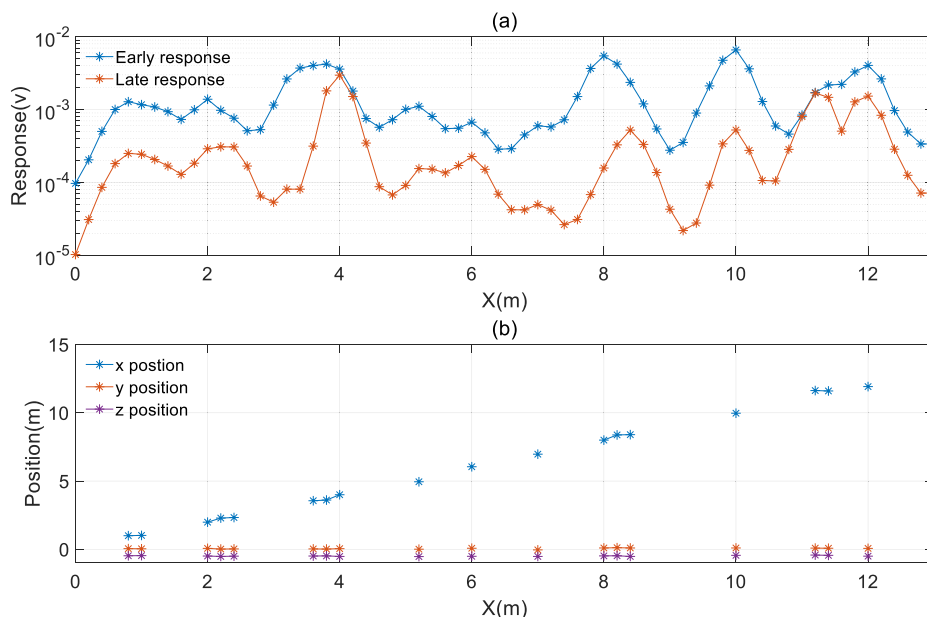 (a)
10^-2
Early response
Late response
10^-3
10^-4
10^-5
Response(v)
0 2 4 6 8 10 12
X(m)
(b)
15
x postion
y position
z position
10
5
0
Position(m)
0 2 4 6 8 10 12
X(m)